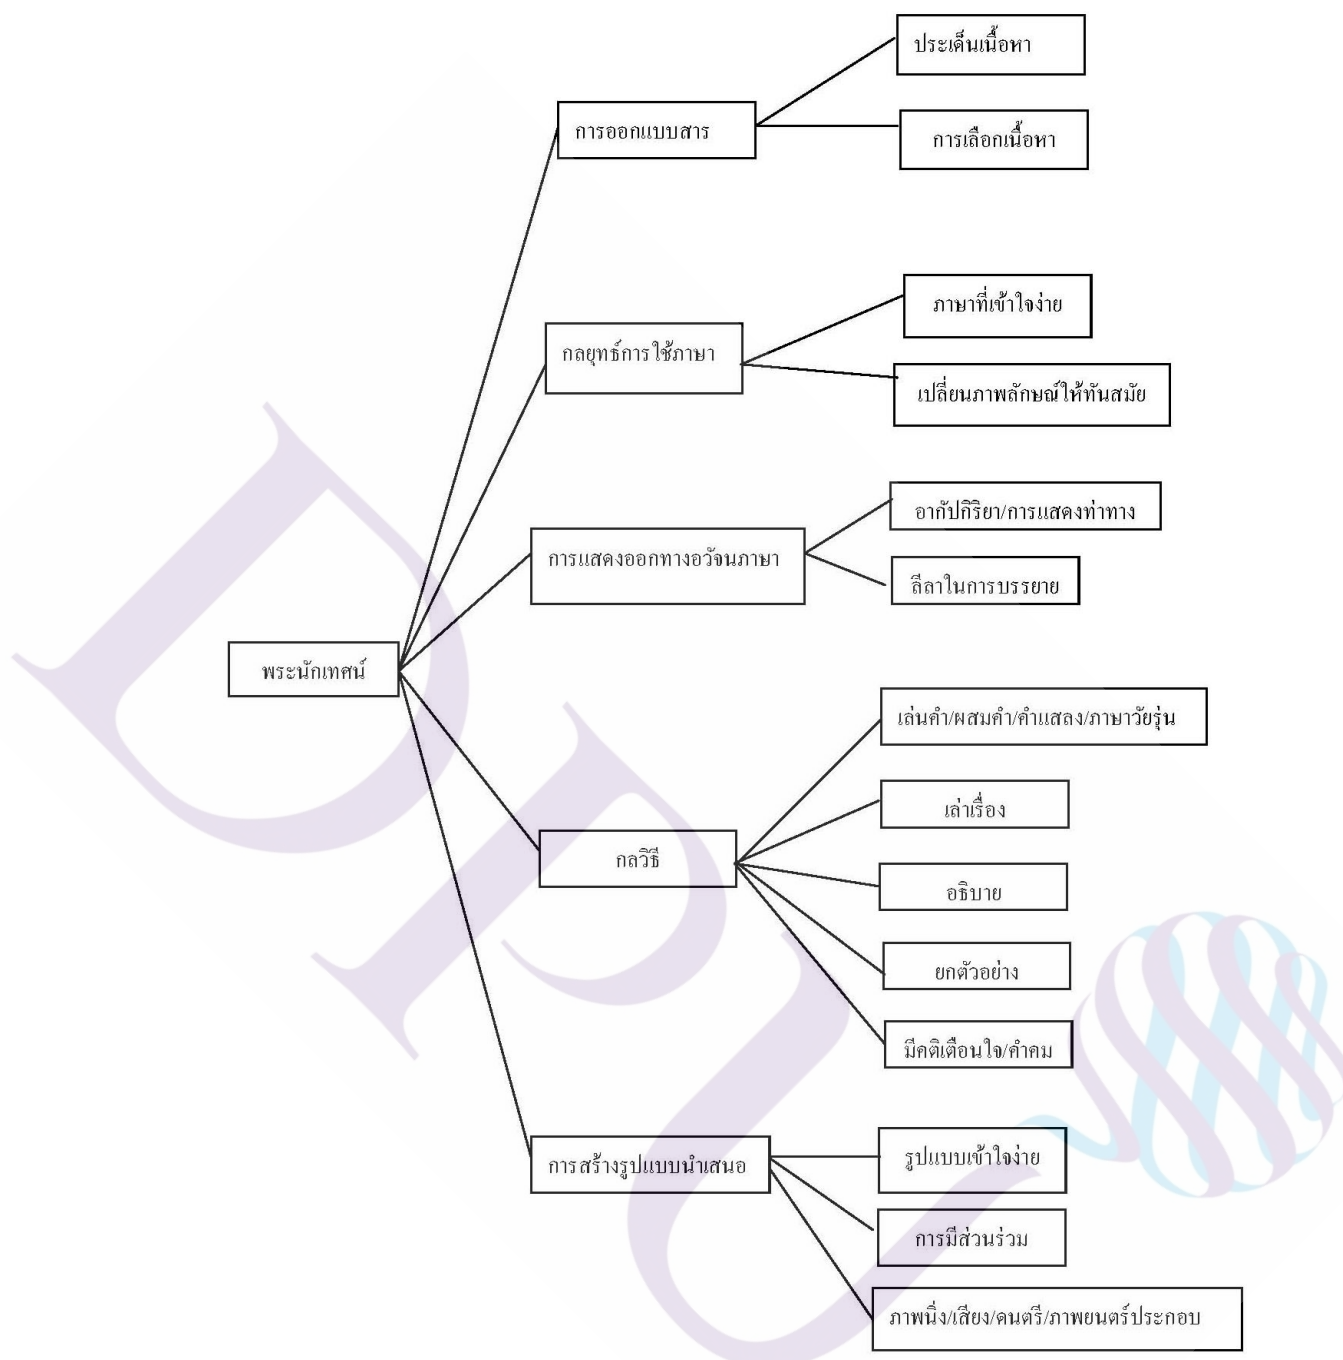 ประเด็นเนื้อหา
การออกแบบสาร
การเลือกเนื้อหา
ภาษาที่เข้าใจง่าย
กลยุทธ์การใช้ภาษา
เปลี่ยนภาพลักษณ์ให้ทันสมัย
อากัปกิริยา/การแสดงท่าทาง
การแสดงออกทางอวัจนภาษา
ลีลาในการบรรยาย
พระนักเทศน์
เล่นคำ/ผสมคำ/คำแสลง/ภาษาวัยรุ่น
เล่าเรื่อง
กลวิธี
อธิบาย
ยกตัวอย่าง
มีคติเตือนใจ/คำคม
การสร้างรูปแบบนำเสนอ
รูปแบบเข้าใจง่าย
การมีส่วนร่วม
ภาพนิ่ง/เสียง/ดนตรี/ภาพยนตร์ประกอบ
DPU